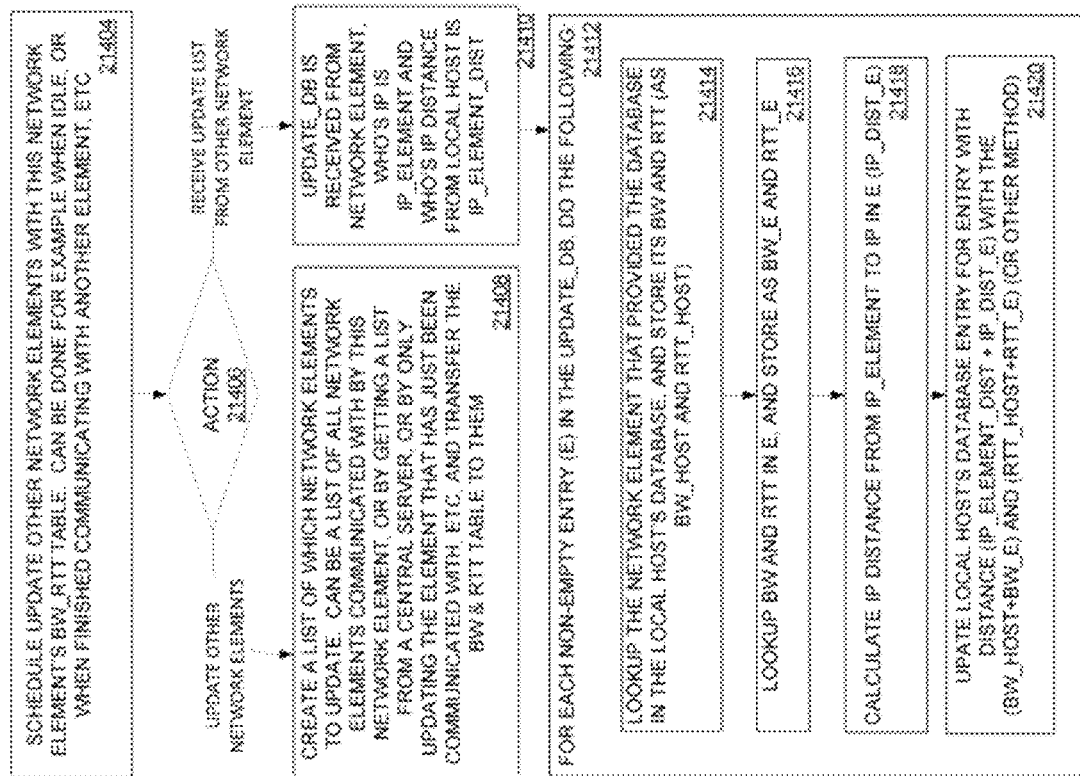 SCHEDULE UPDATE OTHER NETWORK ELEMENTS WITH THIS NETWORK
ELEMENT'S BW_RTT TABLE. CAN BE DONE FOR EXAMPLE WHEN IDLE, OR
WHEN FINISHED COMMUNICATING WITH ANOTHER ELEMENT, ETC
21404
ACTION
21406
UPDATE OTHER
NETWORK ELEMENTS
RECEIVE UPDATE LIST
FROM OTHER NETWORK
ELEMENT
CREATE A LIST OF WHICH NETWORK ELEMENTS
TO UPDATE. CAN BE A LIST OF ALL NETWORK
ELEMENTS COMMUNICATED WITH BY THIS
NETWORK ELEMENT, OR BY GETTING A LIST
FROM A CENTRAL SERVER, OR BY ONLY
UPDATING THE ELEMENT THAT HAS JUST BEEN
COMMUNICATED WITH, ETC, AND TRANSFER THE
BW & RTT TABLE TO THEM
21408
UPDATE_DB IS
RECEIVED FROM
NETWORK ELEMENT,
WHO'S IP IS
IP_ELEMENT AND
WHO'S IP DISTANCE
FROM LOCAL HOST IS
IP_ELEMENT_DIST
21410
FOR EACH NON-EMPTY ENTRY (E) IN THE UPDATE_DB, DO THE FOLLOWING:
21412
LOOKUP THE NETWORK ELEMENT THAT PROVIDED THE DATABASE
IN THE LOCAL HOST'S DATABASE, AND STORE ITS BW AND RTT (AS
BW_HOST AND RTT_HOST)
21414
LOOKUP BW AND RTT IN E, AND STORE AS BW_E AND RTT_E
21416
CALCULATE IP DISTANCE FROM IP_ELEMENT TO IP IN E (IP_DIST_E)
21418
UPATE LOCAL HOST'S DATABASE ENTRY FOR ENTRY WITH
DISTANCE (IP_ELEMENT_DIST + IP_DIST_E) WITH THE
(BW_HOST+BW_E) AND (RTT_HOST+RTT_E) (OR OTHER METHOD)
21420